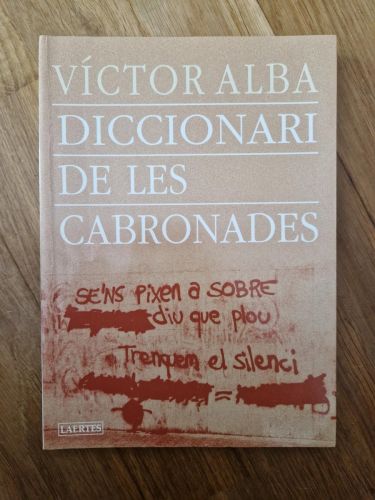 VÍCTOR ALBA
DICCIONARI
DE LES
CABRONADES
SE'NS PIXEN A SOBRE
diu que plou
Trenquem el silenci
=
LAERTES